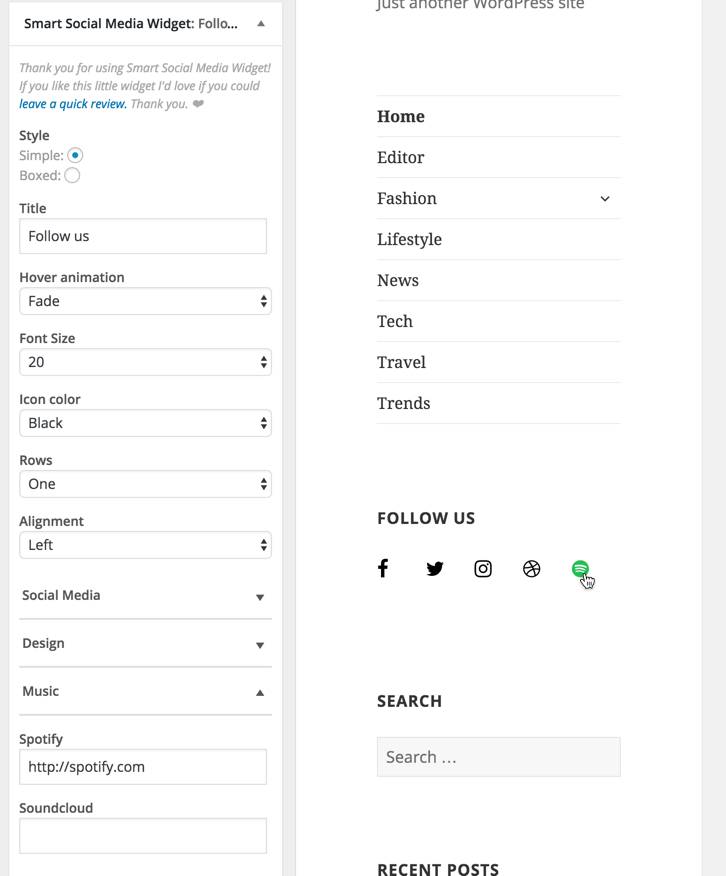 Smart Social Media Widget: Follo...
Thank you for using Smart Social Media Widget!
If you like this little widget I'd love if you could
leave a quick review. Thank you. ❤
Style
Simple:
Boxed:
Title
Follow us
Hover animation
Fade
Font Size
20
Icon color
Black
Rows
One
Alignment
Left
Social Media
Design
Music
Spotify
http://spotify.com
Soundcloud
Just another WordPress site
Home
Editor
Fashion
Lifestyle
News
Tech
Travel
Trends
FOLLOW US
SEARCH
Search …
RECENT POSTS